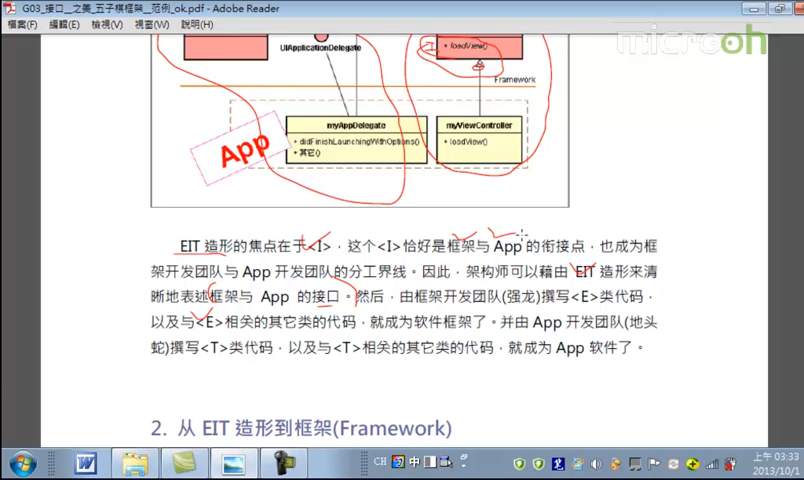 G03_接口__之美_五子棋框架__范例_ok.pdf - Adobe Reader
檔案(F) 編輯(E) 檢視(V) 視窗(W) 說明(H)
microoh
UIApplicationDelegate
+ loadView()
Framework
App
myAppDelegate
+ didFinishLaunchingWithOptions()
+ 其它()
myViewController
+ loadView()
EIT 造形的焦点在于<I>，这个<I>恰好是框架与 App 的衔接点，也成为框
架开发团队与 App 开发团队的分工界线。因此，架构师可以藉由 EIT 造形来清
晰地表述框架与 App 的接口。然后，由框架开发团队(强龙)撰写<E>类代码，
以及与<E>相关的其它类的代码，就成为软件框架了。并由 App 开发团队(地头
蛇)撰写<T>类代码，以及与<T>相关的其它类的代码，就成为 App 软件了。
2. 从 EIT 造形到框架(Framework)
CH 中
上午 03:33
2013/10/1